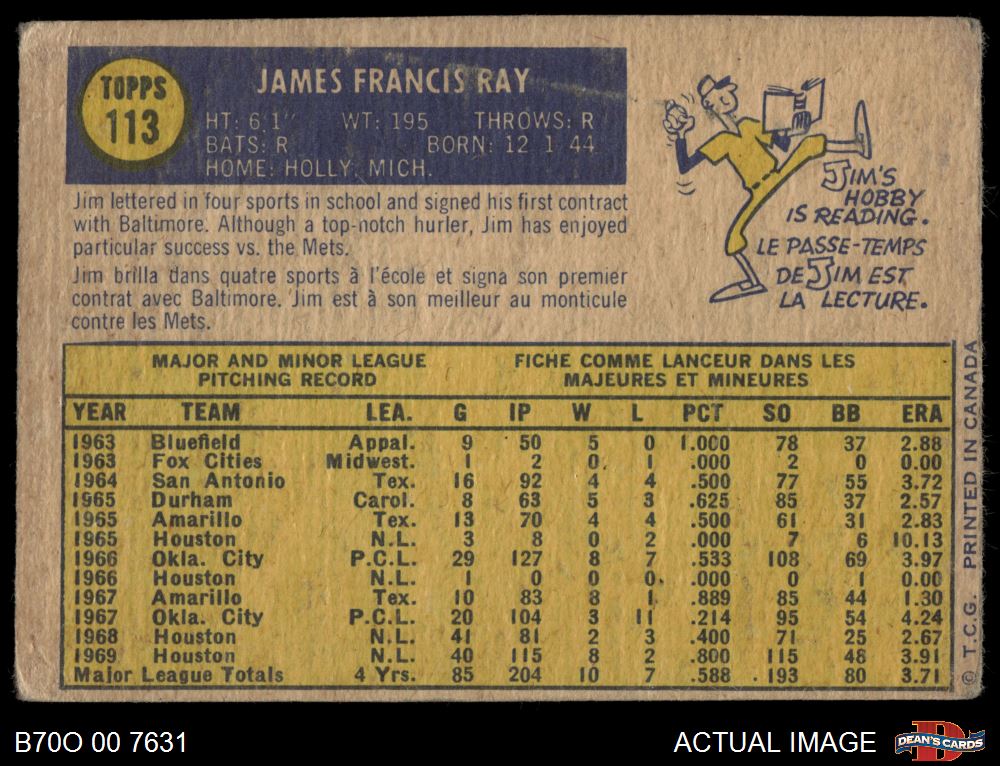 TOPPS
113
JAMES FRANCIS RAY
HT: 6'1" WT: 195 THROWS: R
BATS: R BORN: 12 1 44
HOME: HOLLY, MICH.
Jim lettered in four sports in school and signed his first contract
with Baltimore. Although a top-notch hurler, Jim has enjoyed
particular success vs. the Mets.
Jim brilla dans quatre sports à l'école et signa son premier
contrat avec Baltimore. Jim est à son meilleur au monticule
contre les Mets.
JIM'S
HOBBY
IS READING.
LE PASSE-TEMPS
DE JIM EST
LA LECTURE.
MAJOR AND MINOR LEAGUE
PITCHING RECORD
FICHE COMME LANCEUR DANS LES
MAJEURES ET MINEURES
YEAR TEAM LEA. G IP W L PCT SO BB ERA
1963 Bluefield Appal. 9 50 5 0 1.000 78 37 2.88
1963 Fox Cities Midwest. 1 2 0 1 .000 2 0 0.00
1964 San Antonio Tex. 16 92 4 4 .500 77 55 3.72
1965 Durham Carol. 8 63 5 3 .625 85 37 2.57
1965 Amarillo Tex. 13 70 4 4 .500 61 31 2.83
1965 Houston N.L. 3 8 0 2 .000 7 6 10.13
1966 Okla. City P.C.L. 29 127 8 7 .533 108 69 3.97
1966 Houston N.L. 1 0 0 0 .000 0 1 0.00
1967 Amarillo Tex. 10 83 8 1 .889 85 44 1.30
1967 Okla. City P.C.L. 20 104 3 11 .214 95 54 4.24
1968 Houston N.L. 41 81 2 3 .400 71 25 2.67
1969 Houston N.L. 40 115 8 2 .800 115 48 3.91
Major League Totals 4 Yrs. 85 204 10 7 .588 193 80 3.71
© T.C.G. PRINTED IN CANADA
B70O 00 7631
ACTUAL IMAGE
DEAN'S CARDS